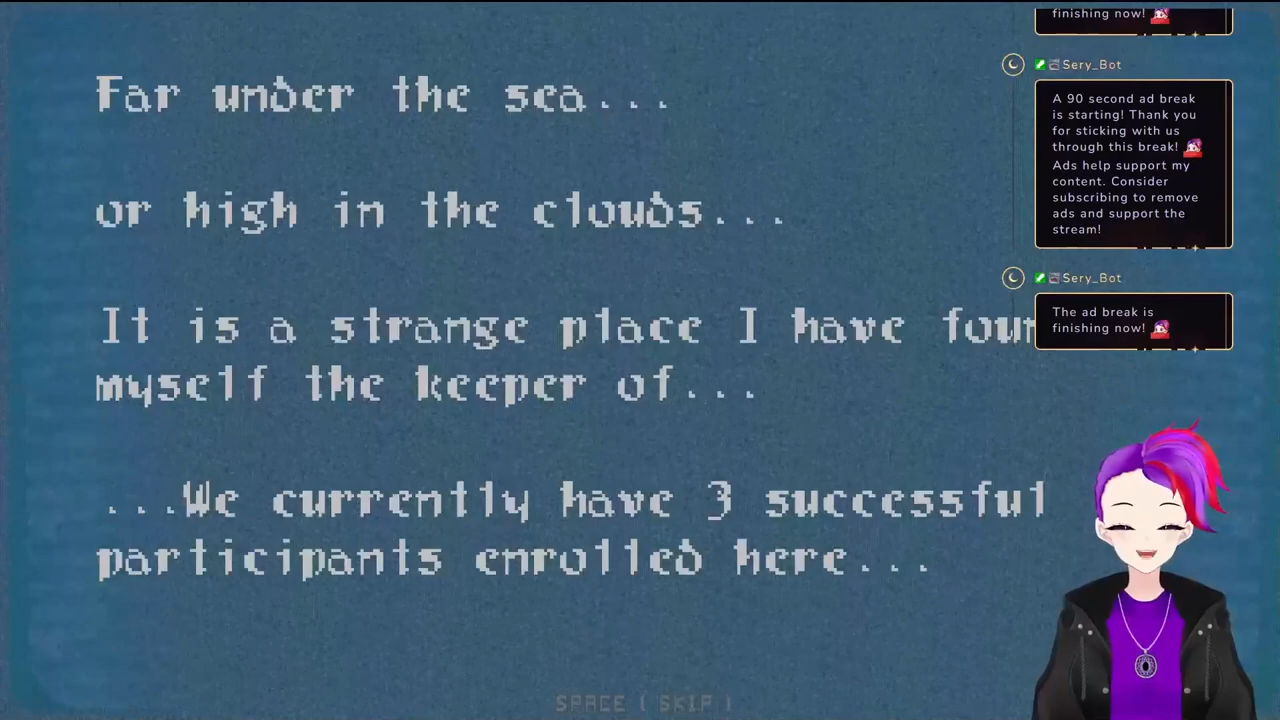 Far under the sea...
or high in the clouds...
It is a strange place I have
myself the keeper of...
...We currently have 3 successful
participants enrolled here...
SPACE ( SKIP )
finishing now!
Sery_Bot
A 90 second ad break
is starting! Thank you
for sticking with us
through this break!
Ads help support my
content. Consider
subscribing to remove
ads and support the
stream!
Sery_Bot
The ad break is
finishing now!